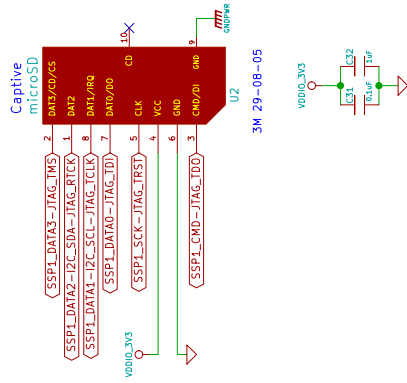 Captive
microSD
DAT3/CD/CS
DAT2
DAT1/IRQ
DAT0/DO
CLK
VCC
GND
CMD/DI
CD
GND
10
9
GNDPWR
U2
3M 29-08-05
2
1
8
7
5
4
6
3
SSP1_DATA3-JTAG_TMS
SSP1_DATA2-I2C_SDA-JTAG_RTCK
SSP1_DATA1-I2C_SCL-JTAG_TCLK
SSP1_DATA0-JTAG_TDI
SSP1_SCK-JTAG_TRST
SSP1_CMD-JTAG_TDO
VDDIO_3V3
VDDIO_3V3
C32
1uF
C31
0.1uF